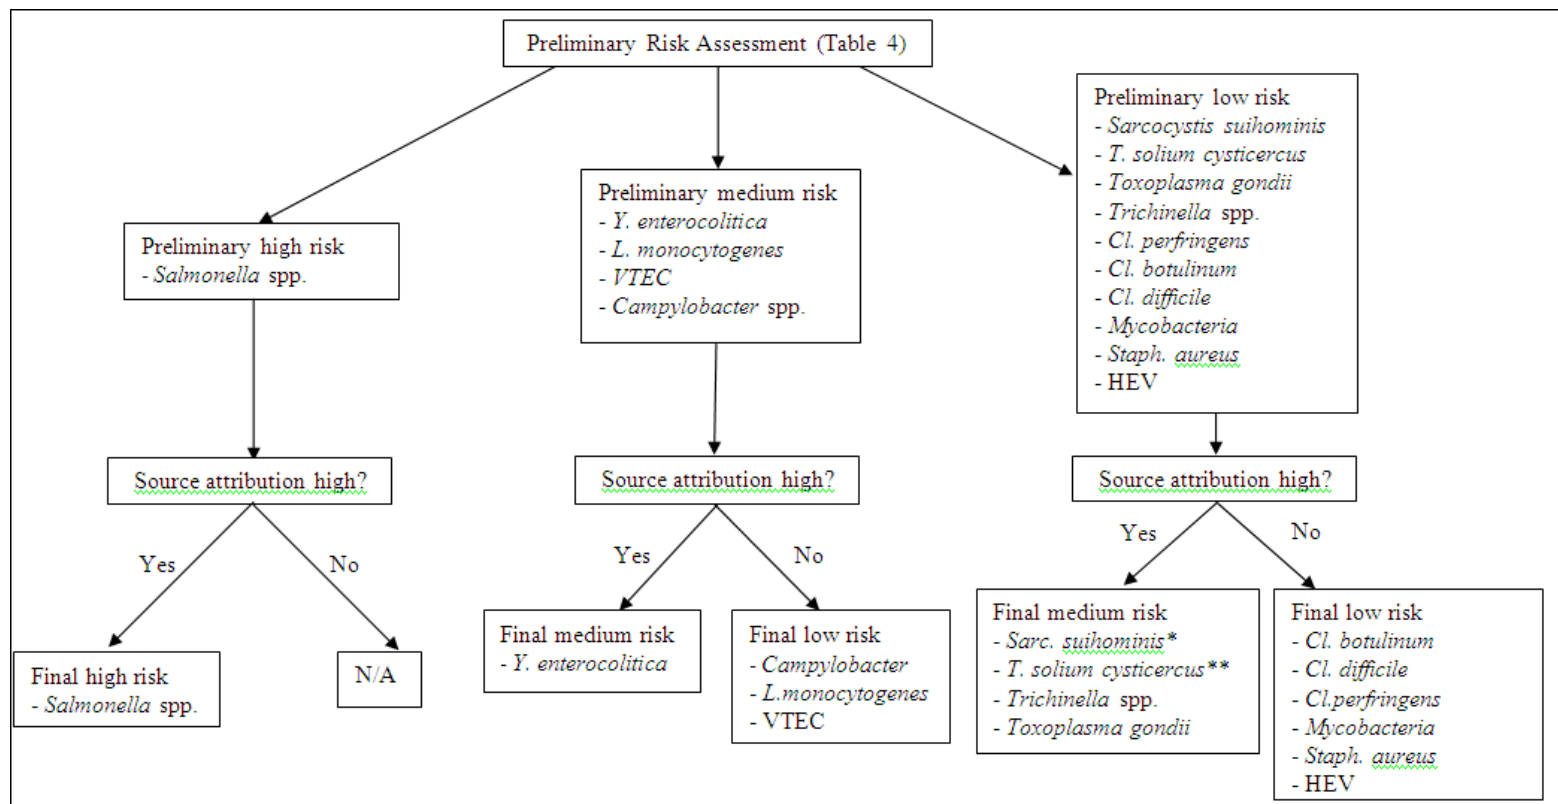 Preliminary Risk Assessment (Table 4)
Preliminary high risk
- Salmonella spp.
Preliminary medium risk
- Y. enterocolitica
- L. monocytogenes
- VTEC
- Campylobacter spp.
Preliminary low risk
- Sarcocystis suihominis
- T. solium cysticercus
- Toxoplasma gondii
- Trichinella spp.
- Cl. perfringens
- Cl. botulinum
- Cl. difficile
- Mycobacteria
- Staph. aureus
- HEV
Source attribution high?
Source attribution high?
Source attribution high?
Yes
No
Yes
No
Yes
No
Final high risk
- Salmonella spp.
N/A
Final medium risk
- Y. enterocolitica
Final low risk
- Campylobacter
- L.monocytogenes
- VTEC
Final medium risk
- Sarc. suihominis*
- T. solium cysticercus**
- Trichinella spp.
- Toxoplasma gondii
Final low risk
- Cl. botulinum
- Cl. difficile
- Cl.perfringens
- Mycobacteria
- Staph. aureus
- HEV